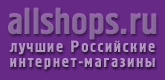 allshops.ru
лучшие Российские
интернет-магазины